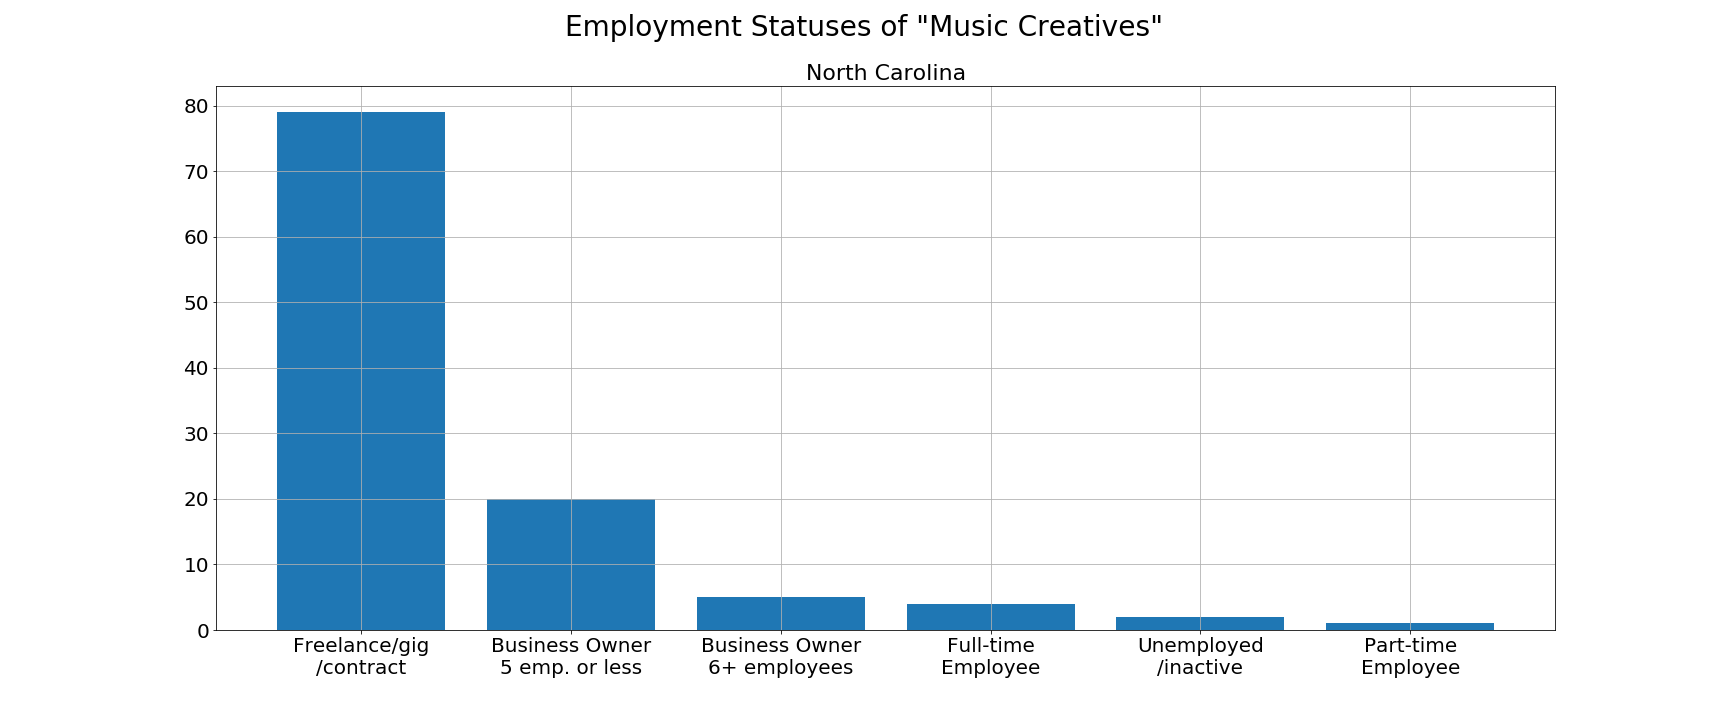 Employment Statuses of "Music Creatives"
North Carolina
80
70
60
50
40
30
20
10
0
Freelance/gig
/contract
Business Owner
5 emp. or less
Business Owner
6+ employees
Full-time
Employee
Unemployed
/inactive
Part-time
Employee